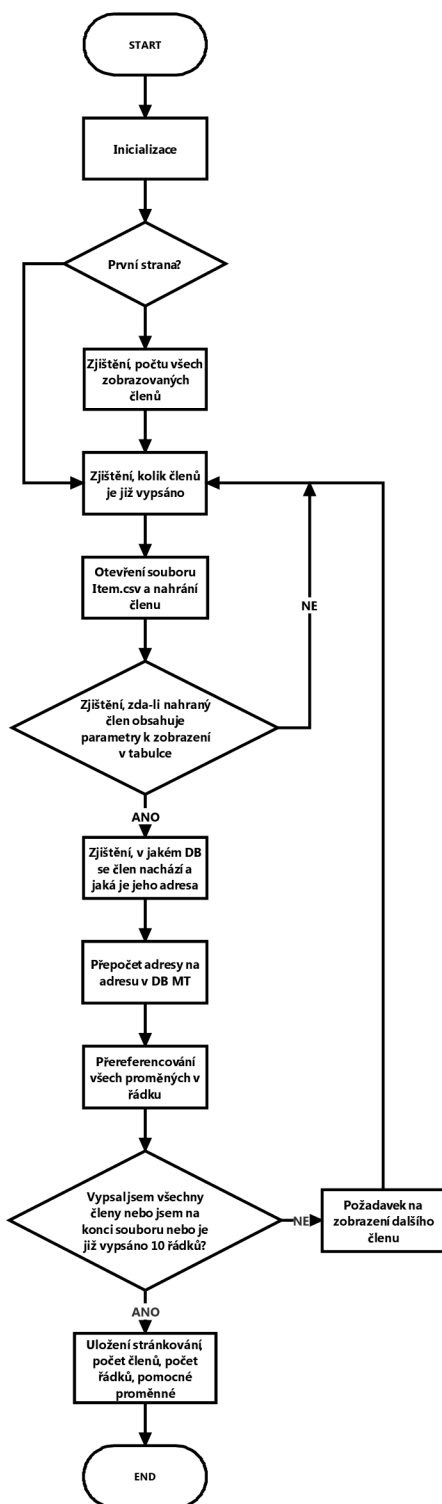 START
Inicializace
První strana?
Zjištění, počtu všech
zobrazovaných
členů
Zjištění, kolik členů
je již vypsáno
Otevření souboru
Item.csv a nahrání
členu
NE
Zjištění, zda-li nahraný
člen obsahuje
parametry k zobrazení
v tabulce
ANO
Zjištění, v jakém DB
se člen nachází a
jaká je jeho adresa
Přepočet adresy na
adresu v DB MT
Přereferencování
všech proměných v
řádku
Vypsal jsem všechny
členy nebo jsem na
konci souboru nebo je
již vypsáno 10 řádků?
NE
Požadavek na
zobrazení dalšího
členu
ANO
Uložení stránkování,
počet členů, počet
řádků, pomocné
proměnné
END